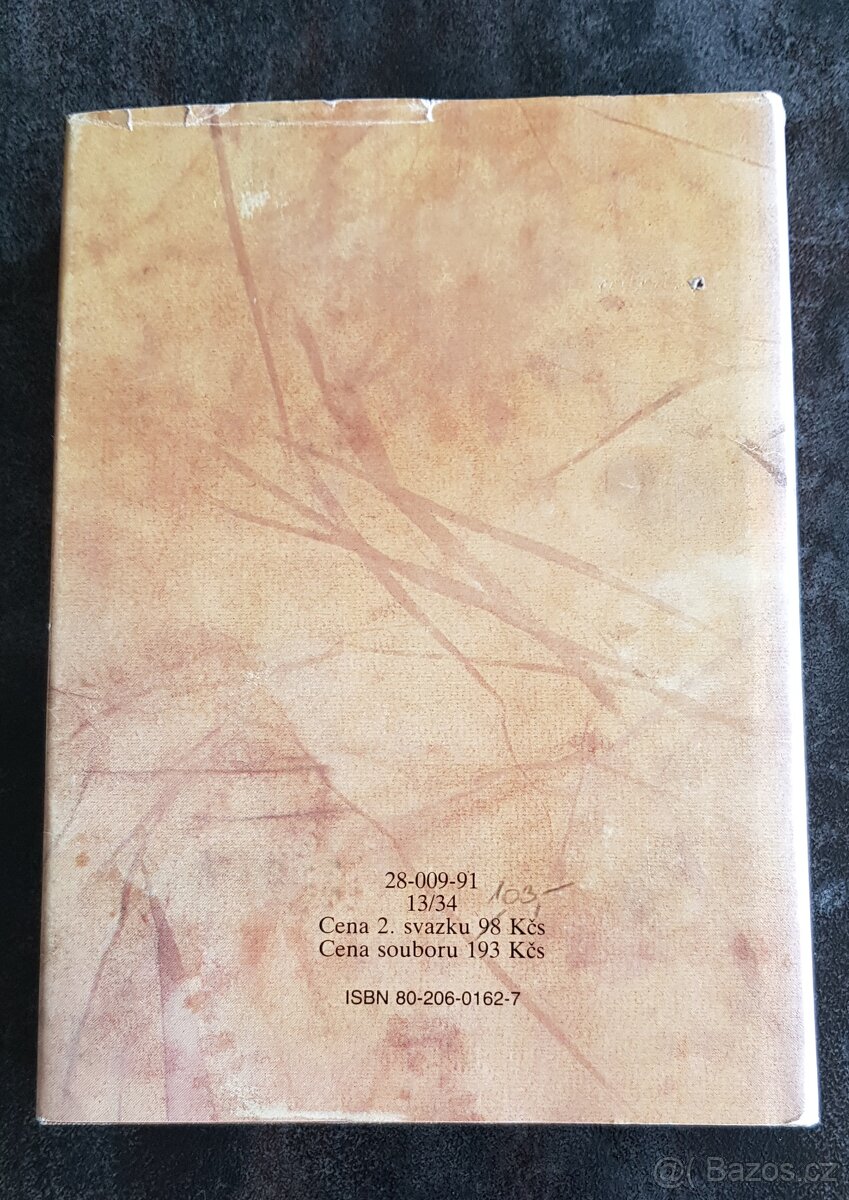 28-009-91
103,-
13/34
Cena 2. svazku 98 Kčs
Cena souboru 193 Kčs
ISBN 80-206-0162-7
@( Bazos.cz